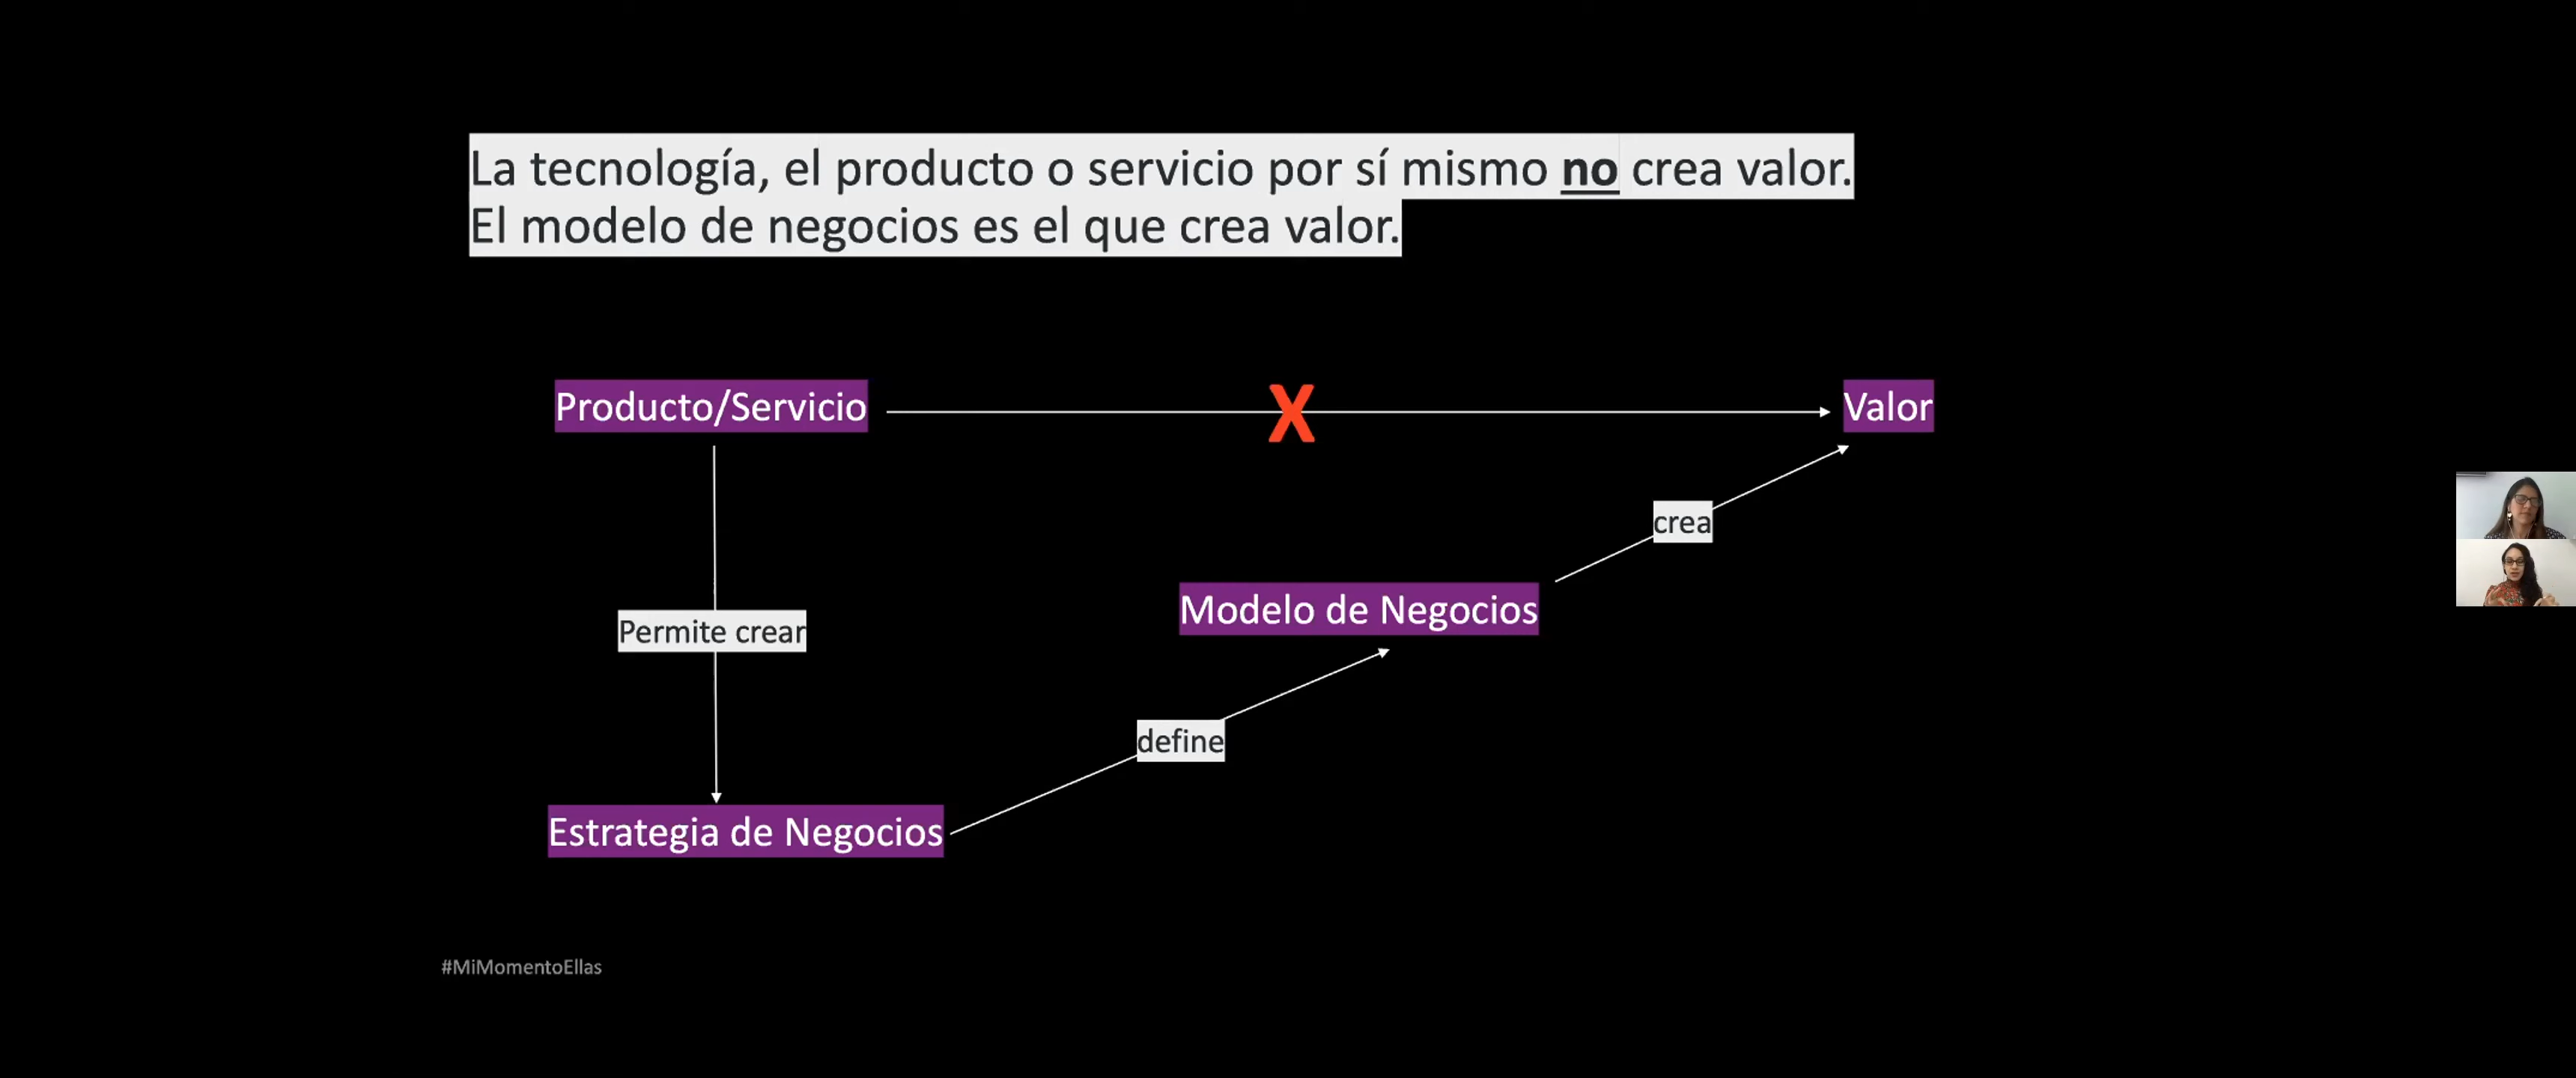 La tecnología, el producto o servicio por sí mismo no crea valor.
El modelo de negocios es el que crea valor.
Producto/Servicio
X
Valor
crea
Modelo de Negocios
Permite crear
define
Estrategia de Negocios
#MiMomentoEllas